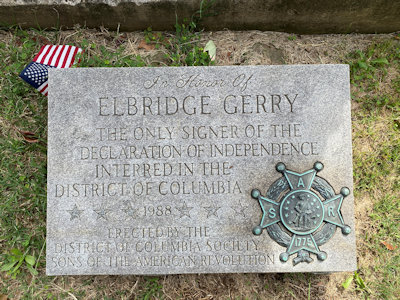 In Honor Of
ELBRIDGE GERRY
THE ONLY SIGNER OF THE
DECLARATION OF INDEPENDENCE
INTERRED IN THE
DISTRICT OF COLUMBIA
1988
ERECTED BY THE
DISTRICT OF COLUMBIA SOCIETY
SONS OF THE AMERICAN REVOLUTION
S A R
1776